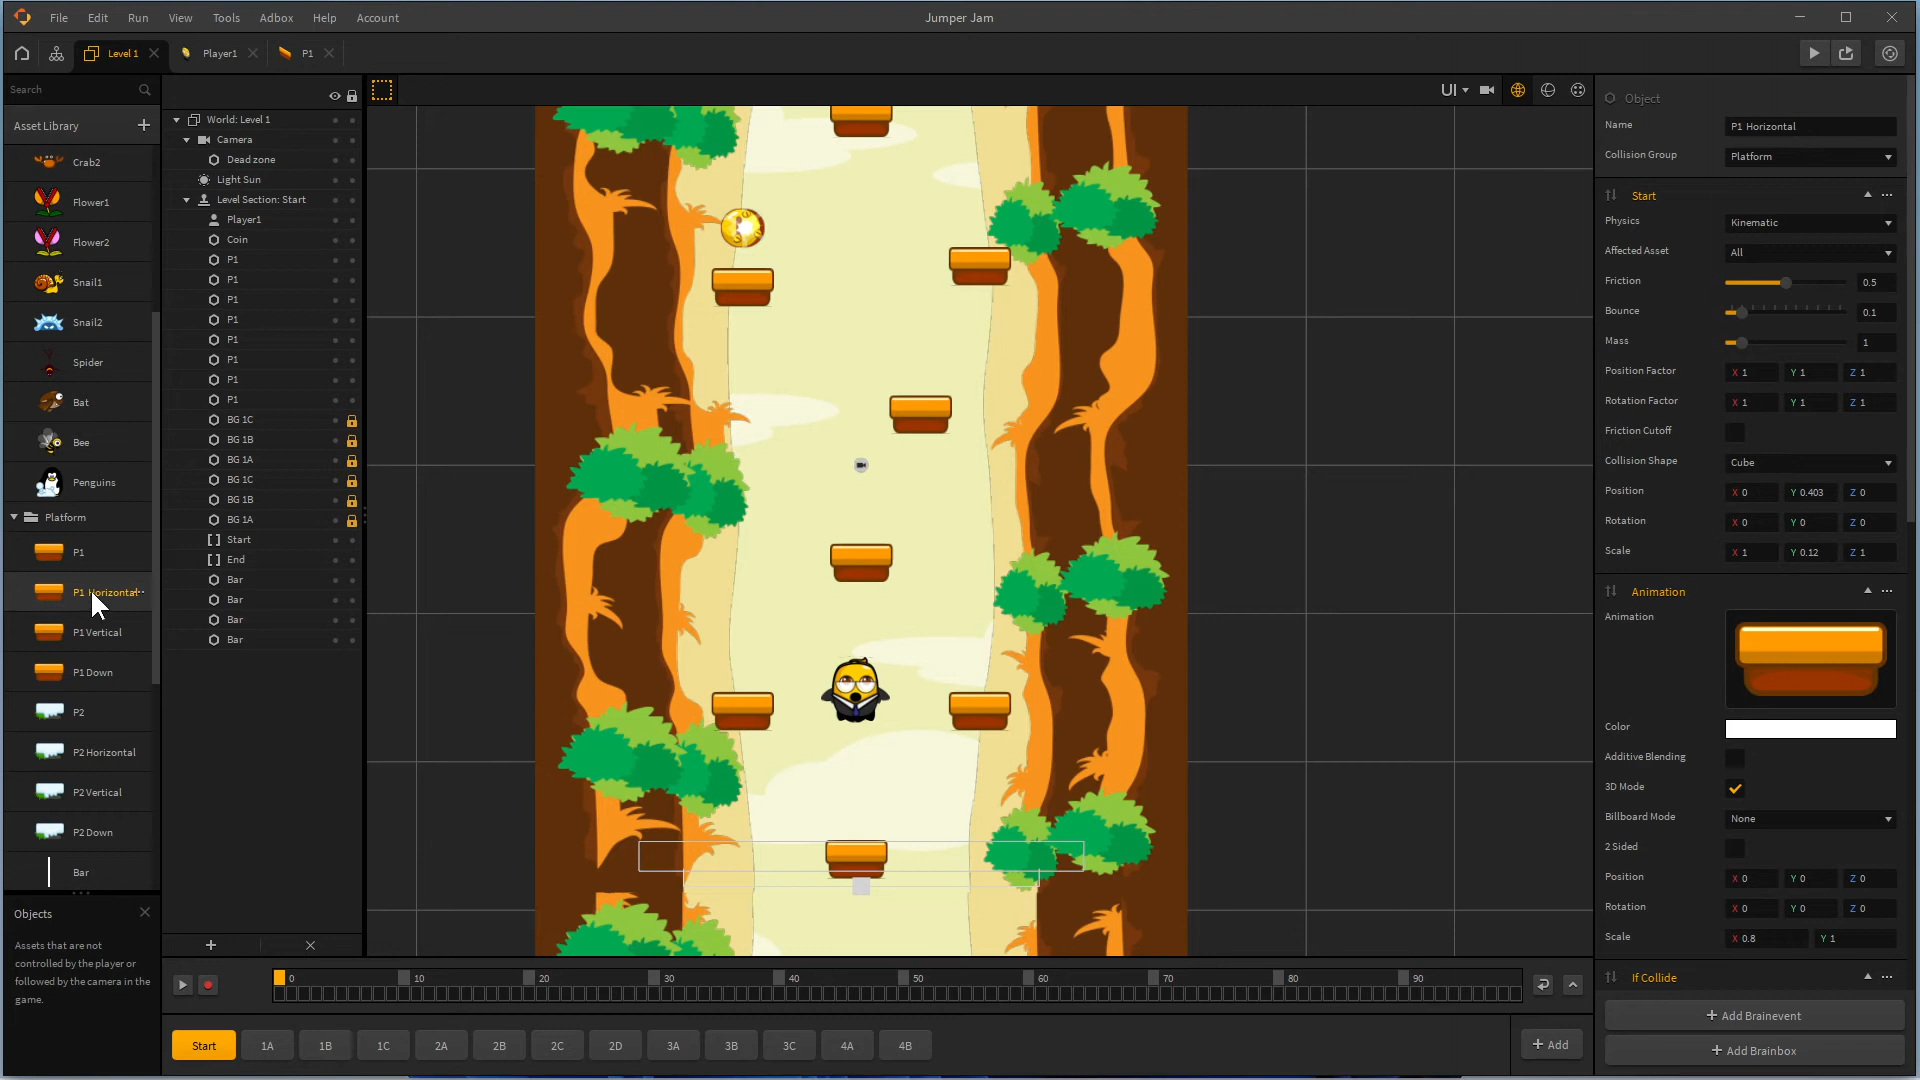 File Edit Run View Tools Adbox Help Account
Jumper Jam
Level 1
Player1
P1
Search
Asset Library
Crab2
Flower1
Flower2
Snail1
Snail2
Spider
Bat
Bee
Penguins
Platform
P1
P1 Horizontal
P1 Vertical
P1 Down
P2
P2 Horizontal
P2 Vertical
P2 Down
Bar
Objects
Assets that are not
controlled by the player or
followed by the camera in the
game.
World: Level 1
Camera
Dead zone
Light Sun
Level Section: Start
Player1
Coin
P1
P1
P1
P1
P1
P1
P1
P1
BG 1C
BG 1B
BG 1A
BG 1C
BG 1B
BG 1A
Start
End
Bar
Bar
Bar
Bar
UI
0 10 20 30 40 50 60 70 80 90
Start 1A 1B 1C 2A 2B 2C 2D 3A 3B 3C 4A 4B
+ Add
Object
Name P1 Horizontal
Collision Group Platform
Start
Physics Kinematic
Affected Asset All
Friction 0.5
Bounce 0.1
Mass 1
Position Factor X 1 Y 1 Z 1
Rotation Factor X 1 Y 1 Z 1
Friction Cutoff
Collision Shape Cube
Position X 0 Y 0.403 Z 0
Rotation X 0 Y 0 Z 0
Scale X 1 Y 0.12 Z 1
Animation
Animation
Color
Additive Blending
3D Mode
Billboard Mode None
2 Sided
Position X 0 Y 0 Z 0
Rotation X 0 Y 0 Z 0
Scale X 0.8 Y 1
If Collide
+ Add Brainevent
+ Add Brainbox